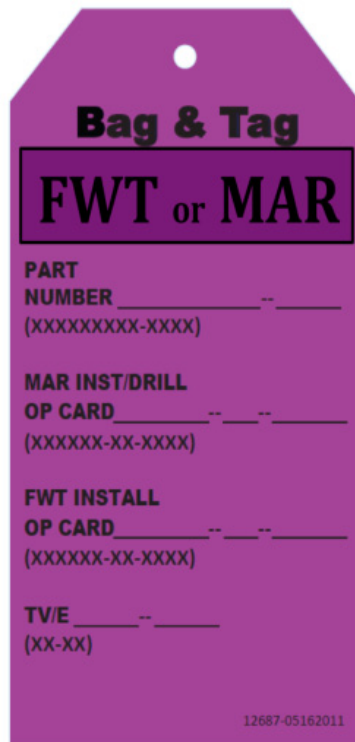 Bag & Tag
FWT or MAR
PART
NUMBER ______________--______
(XXXXXXXXX-XXXX)
MAR INST/DRILL
OP CARD_________--___--_______
(XXXXXX-XX-XXXX)
FWT INSTALL
OP CARD_________--___--_______
(XXXXXX-XX-XXXX)
TV/E ______--______
(XX-XX)
12687-05162011